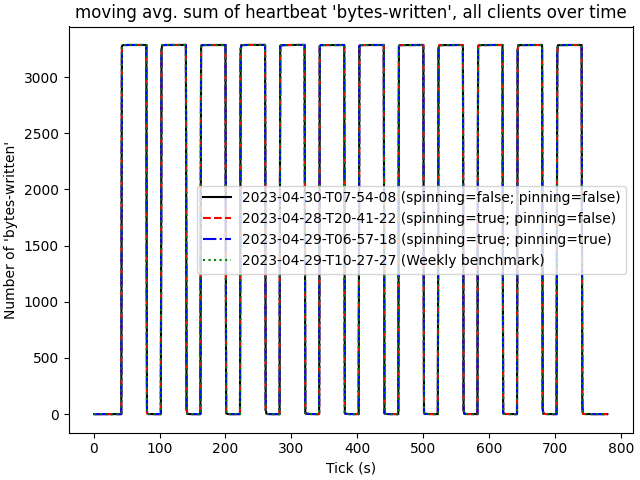 moving avg. sum of heartbeat 'bytes-written', all clients over time
Number of 'bytes-written'
3000
2500
2000
1500
1000
500
0
2023-04-30-T07-54-08 (spinning=false; pinning=false)
2023-04-28-T20-41-22 (spinning=true; pinning=false)
2023-04-29-T06-57-18 (spinning=true; pinning=true)
2023-04-29-T10-27-27 (Weekly benchmark)
0 100 200 300 400 500 600 700 800
Tick (s)